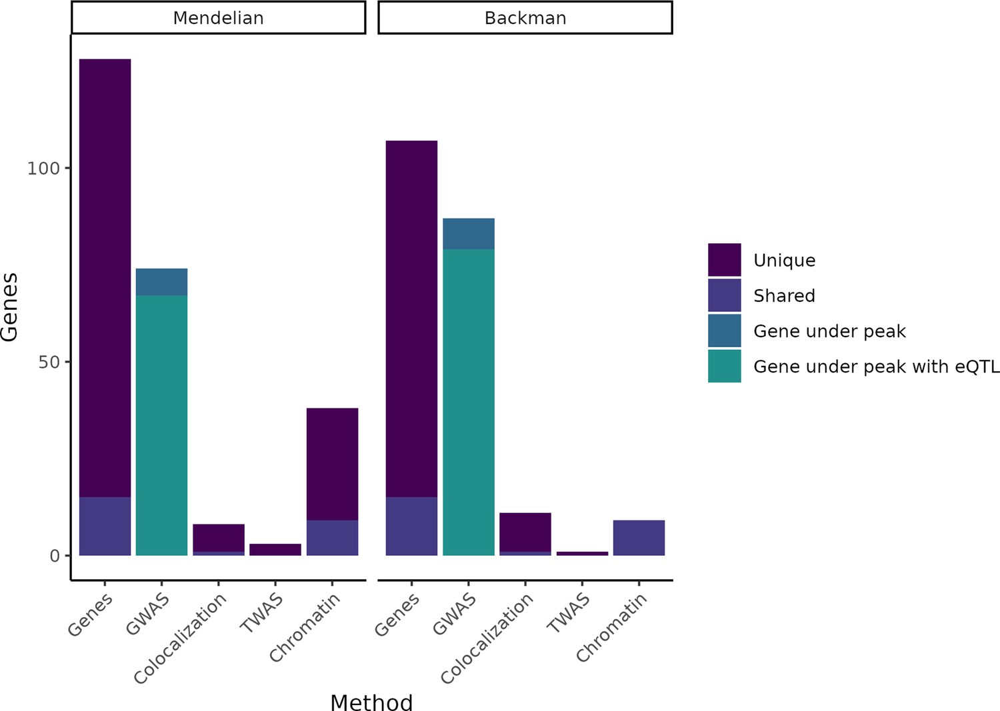 Mendelian
Backman
Genes
100
50
0
Genes
GWAS
Colocalization
TWAS
Chromatin
Genes
GWAS
Colocalization
TWAS
Chromatin
Method
Unique
Shared
Gene under peak
Gene under peak with eQTL